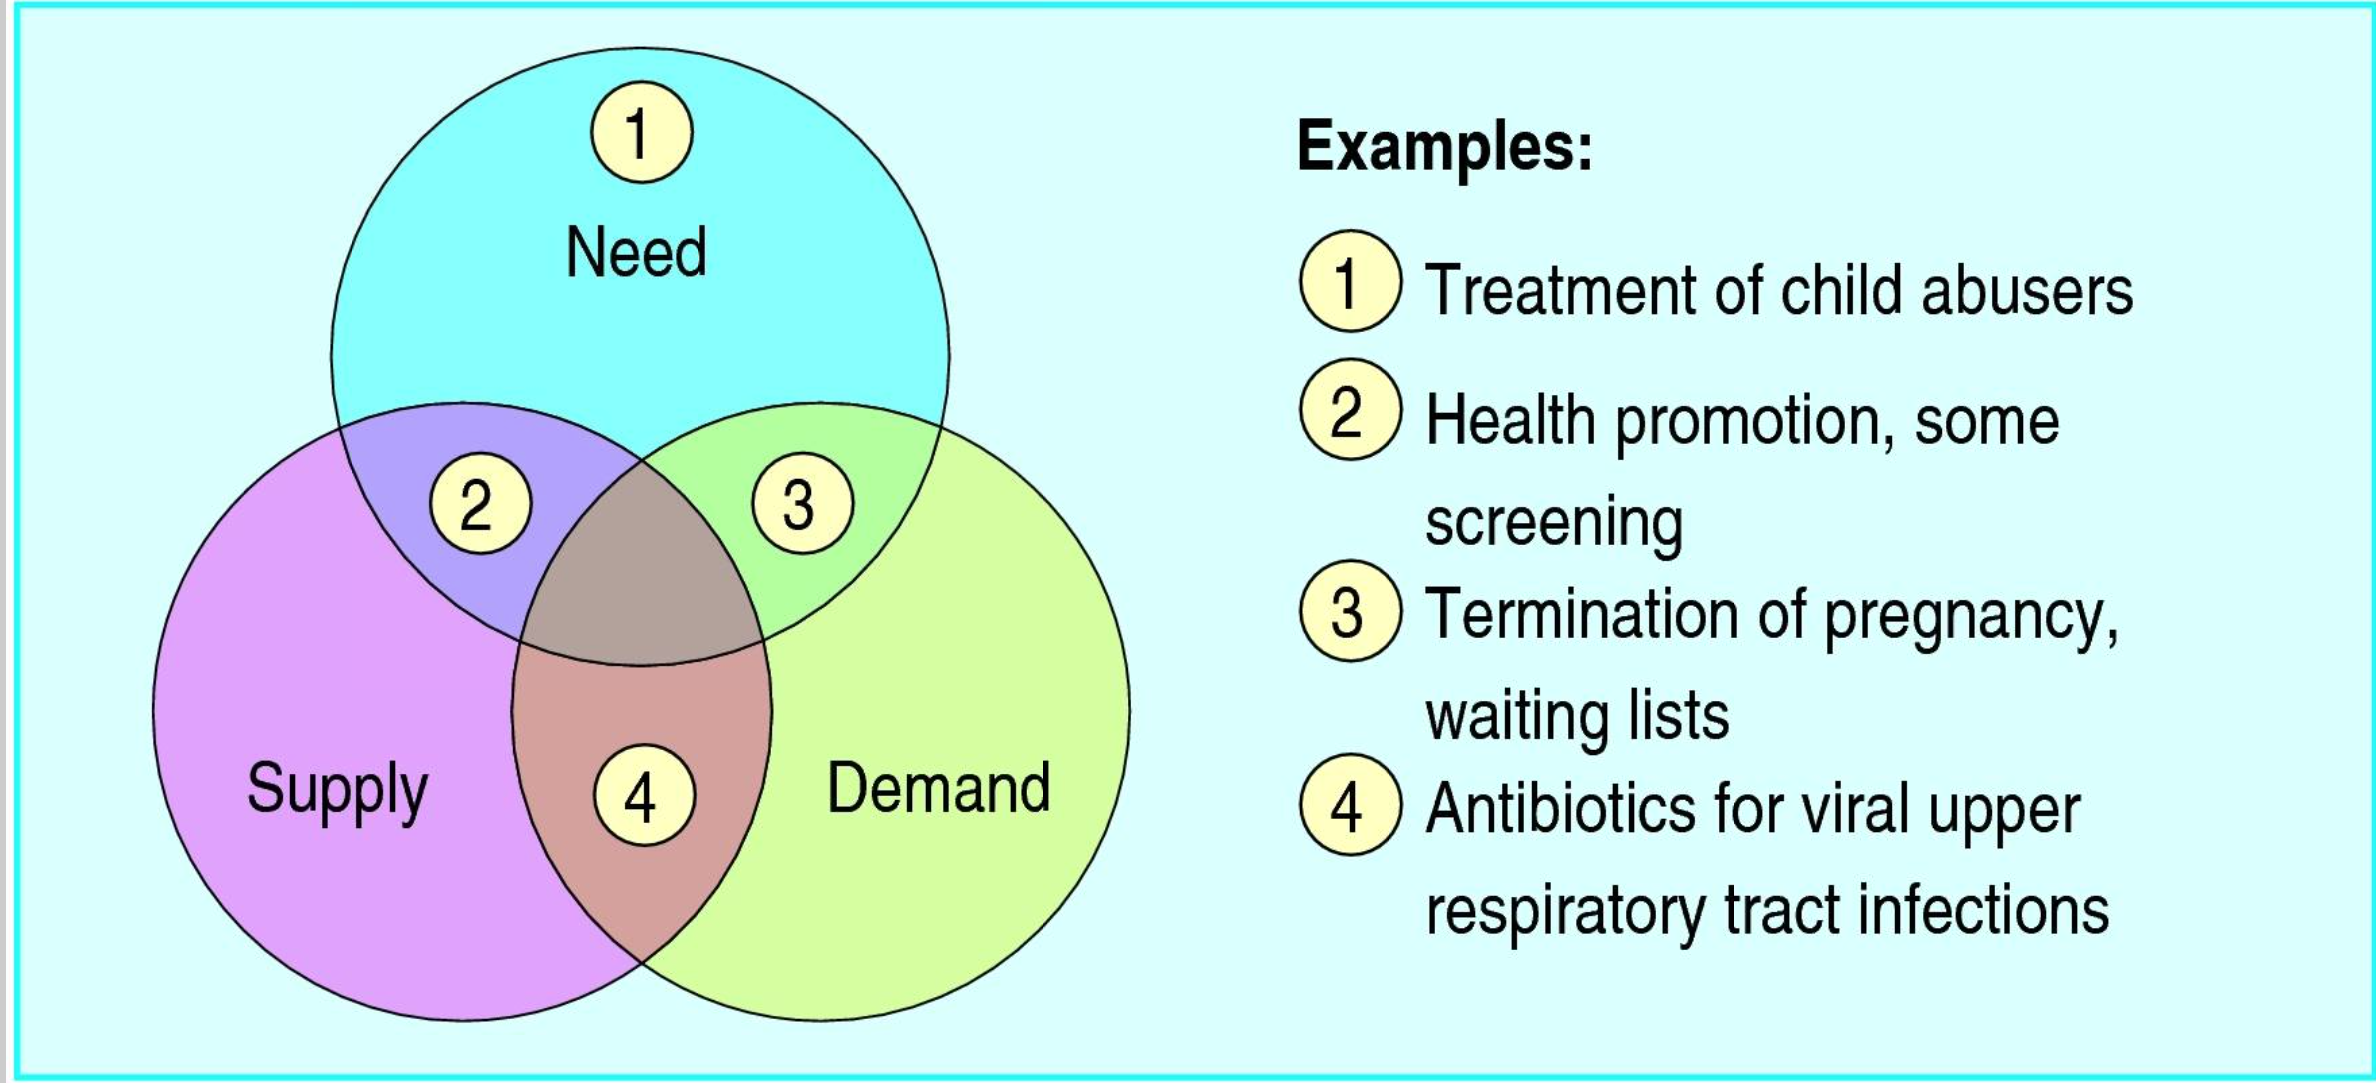 1
Need
2
3
Supply
4
Demand
Examples:
1 Treatment of child abusers
2 Health promotion, some
screening
3 Termination of pregnancy,
waiting lists
4 Antibiotics for viral upper
respiratory tract infections